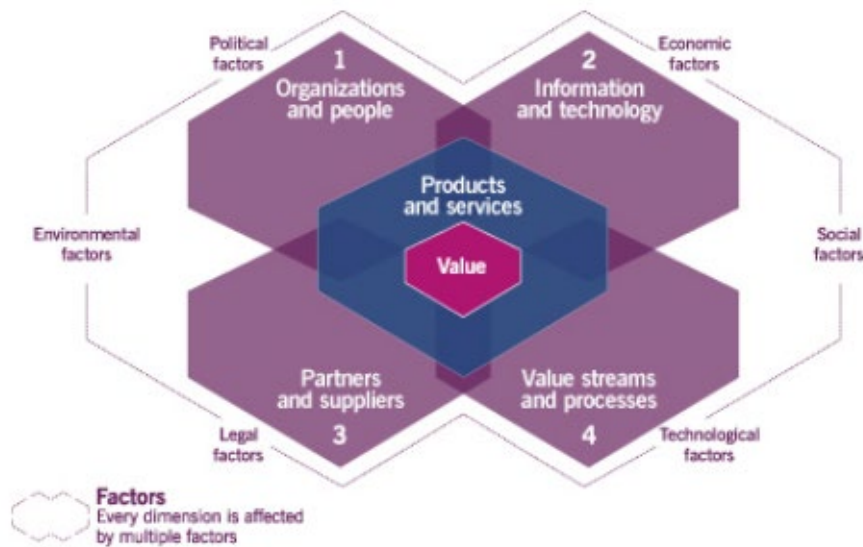 Political
factors
1
Organizations
and people
2
Information
and technology
Economic
factors
Products
and services
Environmental
factors
Value
Social
factors
Partners
and suppliers
3
Value streams
and processes
4
Legal
factors
Technological
factors
Factors
Every dimension is affected
by multiple factors